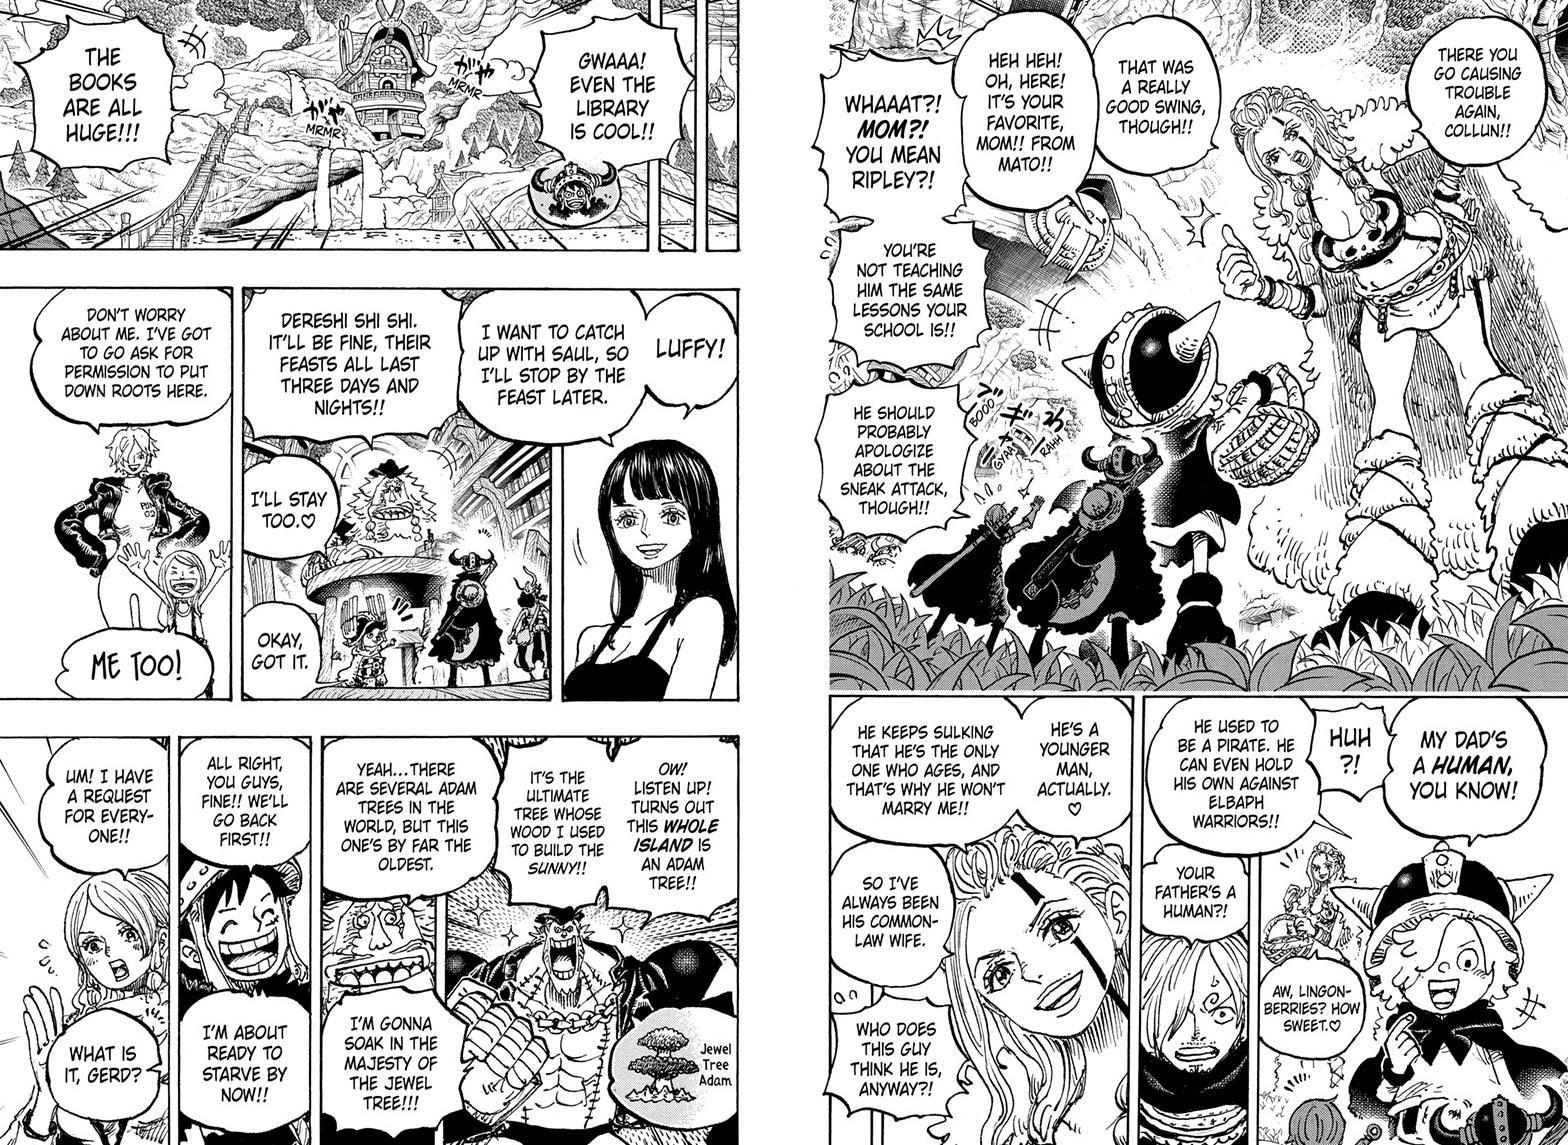 THERE YOU
GO CAUSING
TROUBLE
AGAIN,
COLLUN!!
THAT WAS
A REALLY
GOOD SWING,
THOUGH!!
HEH HEH!
OH, HERE!
IT'S YOUR
FAVORITE,
MOM!! FROM
MATO!!
WHAAAT?!
MOM?!
YOU MEAN
RIPLEY?!
YOU'RE
NOT TEACHING
HIM THE SAME
LESSONS YOUR
SCHOOL IS!!
HE SHOULD
PROBABLY
APOLOGIZE
ABOUT THE
SNEAK ATTACK,
THOUGH!!
BOOO
GYAA
RAHH
MY DAD'S
A HUMAN,
YOU KNOW!
HUH
?!
HE USED TO
BE A PIRATE. HE
CAN EVEN HOLD
HIS OWN AGAINST
ELBAPH
WARRIORS!!
YOUR
FATHER'S A
HUMAN?!
AW, LINGON-
BERRIES? HOW
SWEET.♡
HE'S A
YOUNGER
MAN,
ACTUALLY.
♡
HE KEEPS SULKING
THAT HE'S THE ONLY
ONE WHO AGES, AND
THAT'S WHY HE WON'T
MARRY ME!!
SO I'VE
ALWAYS BEEN
HIS COMMON-
LAW WIFE.
WHO DOES
THIS GUY
THINK HE IS,
ANYWAY?!
GWAAA!
EVEN THE
LIBRARY
IS COOL!!
ガヤ
MRMR
ガヤ
MRMR
THE
BOOKS
ARE ALL
HUGE!!!
LUFFY!
I WANT TO CATCH
UP WITH SAUL, SO
I'LL STOP BY THE
FEAST LATER.
DERESHI SHI SHI.
IT'LL BE FINE, THEIR
FEASTS ALL LAST
THREE DAYS AND
NIGHTS!!
I'LL STAY
TOO.♡
OKAY,
GOT IT.
DON'T WORRY
ABOUT ME. I'VE GOT
TO GO ASK FOR
PERMISSION TO PUT
DOWN ROOTS HERE.
ME TOO!
OW!
LISTEN UP!
TURNS OUT
THIS WHOLE
ISLAND IS
AN ADAM
TREE!!
IT'S THE
ULTIMATE
TREE WHOSE
WOOD I USED
TO BUILD THE
SUNNY!!
Jewel
Tree
Adam
YEAH...THERE
ARE SEVERAL ADAM
TREES IN THE
WORLD, BUT THIS
ONE'S BY FAR THE
OLDEST.
I'M GONNA
SOAK IN THE
MAJESTY OF
THE JEWEL
TREE!!!
ALL RIGHT,
YOU GUYS,
FINE!! WE'LL
GO BACK
FIRST!!
I'M ABOUT
READY TO
STARVE BY
NOW!!
UM! I HAVE
A REQUEST
FOR EVERY-
ONE!!
WHAT IS
IT, GERD?